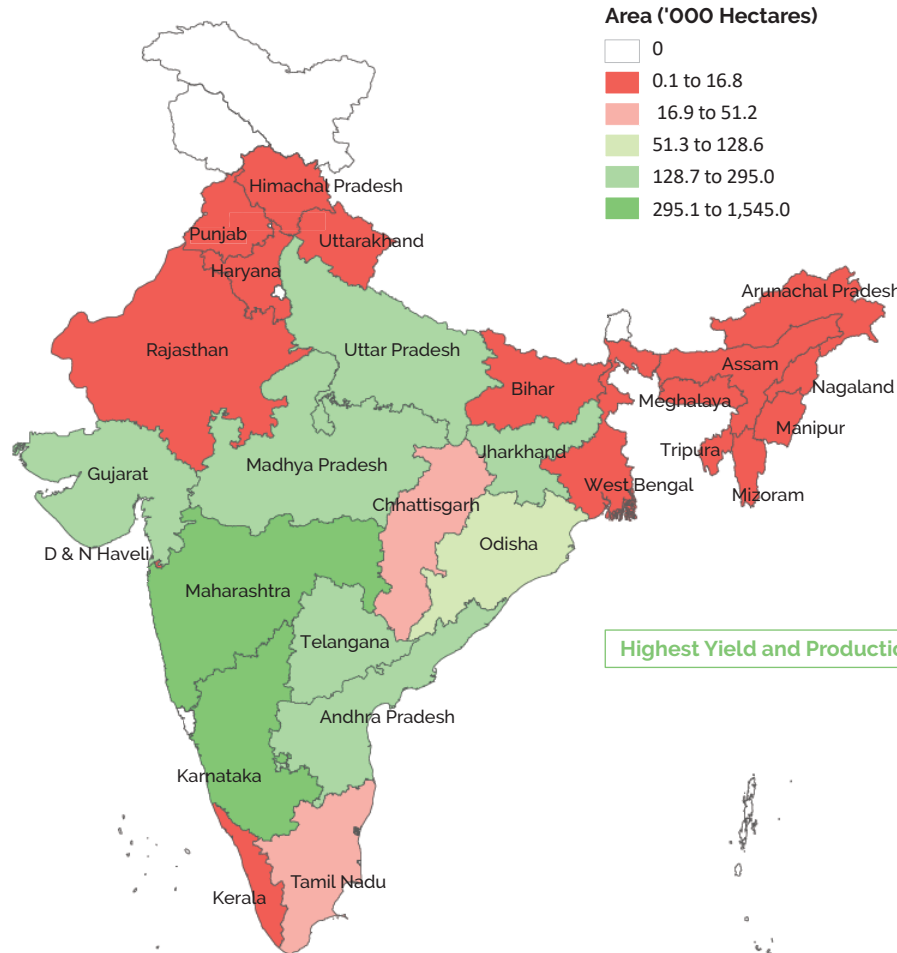 Area ('000 Hectares)
0
0.1 to 16.8
16.9 to 51.2
51.3 to 128.6
128.7 to 295.0
295.1 to 1,545.0
Himachal Pradesh
Punjab
Uttarakhand
Haryana
Arunachal Pradesh
Rajasthan
Uttar Pradesh
Assam
Bihar
Nagaland
Meghalaya
Manipur
Jharkhand
Tripura
Madhya Pradesh
Gujarat
West Bengal
Mizoram
Chhattisgarh
Odisha
D & N Haveli
Maharashtra
Telangana
Highest Yield and Productio
Andhra Pradesh
Karnataka
Tamil Nadu
Kerala